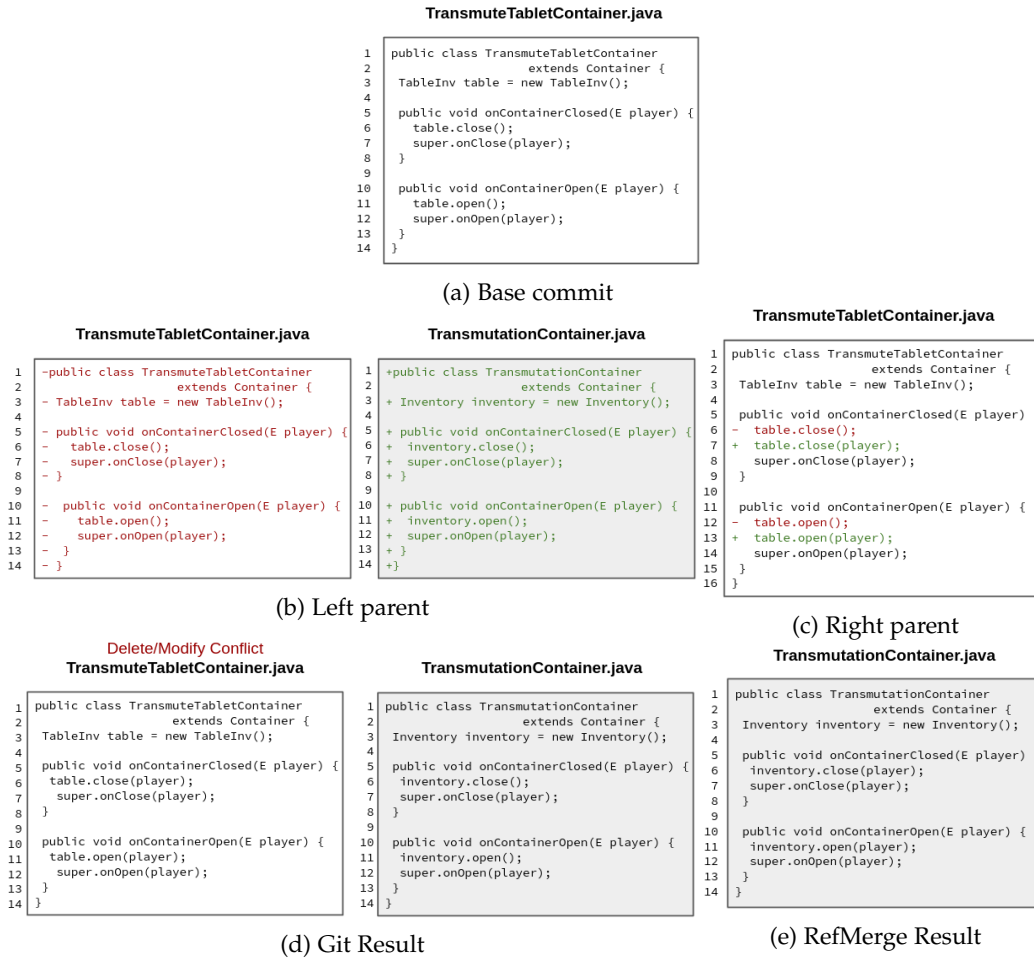 TransmuteTabletContainer.java
1 public class TransmuteTabletContainer
2 extends Container {
3 TableInv table = new TableInv();
4
5 public void onContainerClosed(E player) {
6 table.close();
7 super.onClose(player);
8 }
9
10 public void onContainerOpen(E player) {
11 table.open();
12 super.onOpen(player);
13 }
14 }
(a) Base commit
TransmuteTabletContainer.java
1 -public class TransmuteTabletContainer
2 extends Container {
3 - TableInv table = new TableInv();
4
5 - public void onContainerClosed(E player) {
6 - table.close();
7 - super.onClose(player);
8 - }
9
10 - public void onContainerOpen(E player) {
11 - table.open();
12 - super.onOpen(player);
13 - }
14 - }
TransmutationContainer.java
1 +public class TransmutationContainer
2 extends Container {
3 + Inventory inventory = new Inventory();
4
5 + public void onContainerClosed(E player) {
6 + inventory.close();
7 + super.onClose(player);
8 + }
9
10 + public void onContainerOpen(E player) {
11 + inventory.open();
12 + super.onOpen(player);
13 + }
14 +}
(b) Left parent
TransmuteTabletContainer.java
1 public class TransmuteTabletContainer
2 extends Container {
3 TableInv table = new TableInv();
4
5 public void onContainerClosed(E player)
6 - table.close();
7 + table.close(player);
8 super.onClose(player);
9 }
10
11 public void onContainerOpen(E player) {
12 - table.open();
13 + table.open(player);
14 super.onOpen(player);
15 }
16 }
(c) Right parent
Delete/Modify Conflict
TransmuteTabletContainer.java
1 public class TransmuteTabletContainer
2 extends Container {
3 TableInv table = new TableInv();
4
5 public void onContainerClosed(E player) {
6 table.close(player);
7 super.onClose(player);
8 }
9
10 public void onContainerOpen(E player) {
11 table.open(player);
12 super.onOpen(player);
13 }
14 }
TransmutationContainer.java
1 public class TransmutationContainer
2 extends Container {
3 Inventory inventory = new Inventory();
4
5 public void onContainerClosed(E player) {
6 inventory.close();
7 super.onClose(player);
8 }
9
10 public void onContainerOpen(E player) {
11 inventory.open();
12 super.onOpen(player);
13 }
14 }
(d) Git Result
TransmutationContainer.java
1 public class TransmutationContainer
2 extends Container {
3 Inventory inventory = new Inventory();
4
5 public void onContainerClosed(E player)
6 inventory.close(player);
7 super.onClose(player);
8 }
9
10 public void onContainerOpen(E player) {
11 inventory.open(player);
12 super.onOpen(player);
13 }
14 }
(e) RefMerge Result